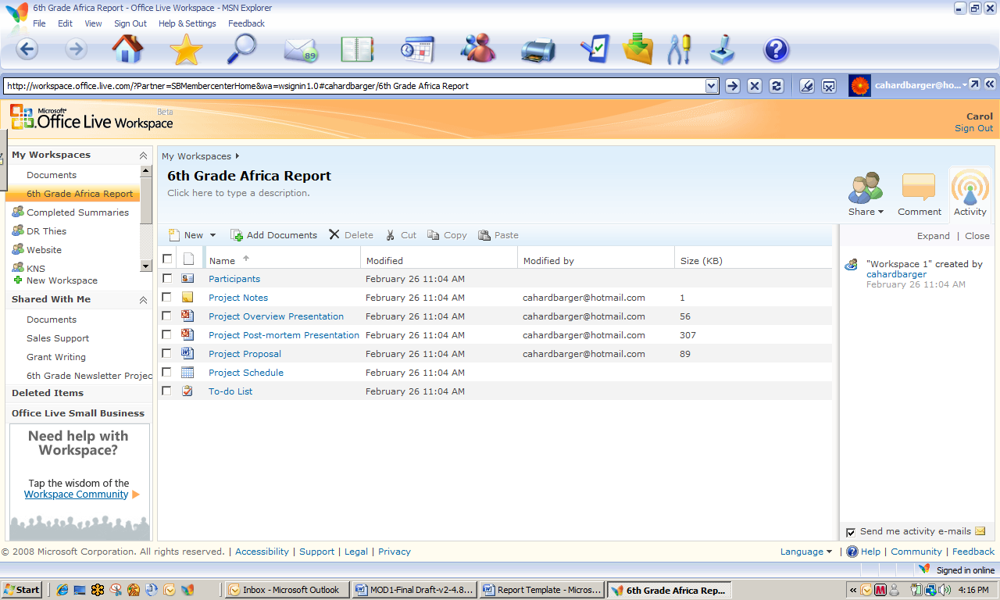 6th Grade Africa Report - Office Live Workspace - MSN Explorer
File Edit View Sign Out Help & Settings Feedback
89
http://workspace.office.live.com/?Partner=SBMembercenterHome&wa=wsignin1.0#cahardbarger/6th Grade Africa Report
cahardbarger@ho...
Microsoft® Office Live Workspace Beta
Carol
Sign Out
My Workspaces
Documents
6th Grade Africa Report
Completed Summaries
DR Thies
Website
KNS
New Workspace
Shared With Me
Documents
Sales Support
Grant Writing
6th Grade Newsletter Projec
Deleted Items
Office Live Small Business
Need help with
Workspace?
Tap the wisdom of the
Workspace Community
My Workspaces
6th Grade Africa Report
Click here to type a description.
Share Comment Activity
New Add Documents Delete Cut Copy Paste
Name Modified Modified by Size (KB)
Participants February 26 11:04 AM
Project Notes February 26 11:04 AM cahardbarger@hotmail.com 1
Project Overview Presentation February 26 11:04 AM cahardbarger@hotmail.com 56
Project Post-mortem Presentation February 26 11:04 AM cahardbarger@hotmail.com 307
Project Proposal February 26 11:04 AM cahardbarger@hotmail.com 89
Project Schedule February 26 11:04 AM
To-do List February 26 11:04 AM
Expand | Close
"Workspace 1" created by
cahardbarger
February 26 11:04 AM
Send me activity e-mails
© 2008 Microsoft Corporation. All rights reserved. | Accessibility | Support | Legal | Privacy
Language | Help | Community | Feedback
Signed in online
Start Inbox - Microsoft Outlook MOD1-Final Draft-v2-4.8... Report Template - Micros... 6th Grade Africa Rep... 4:16 PM